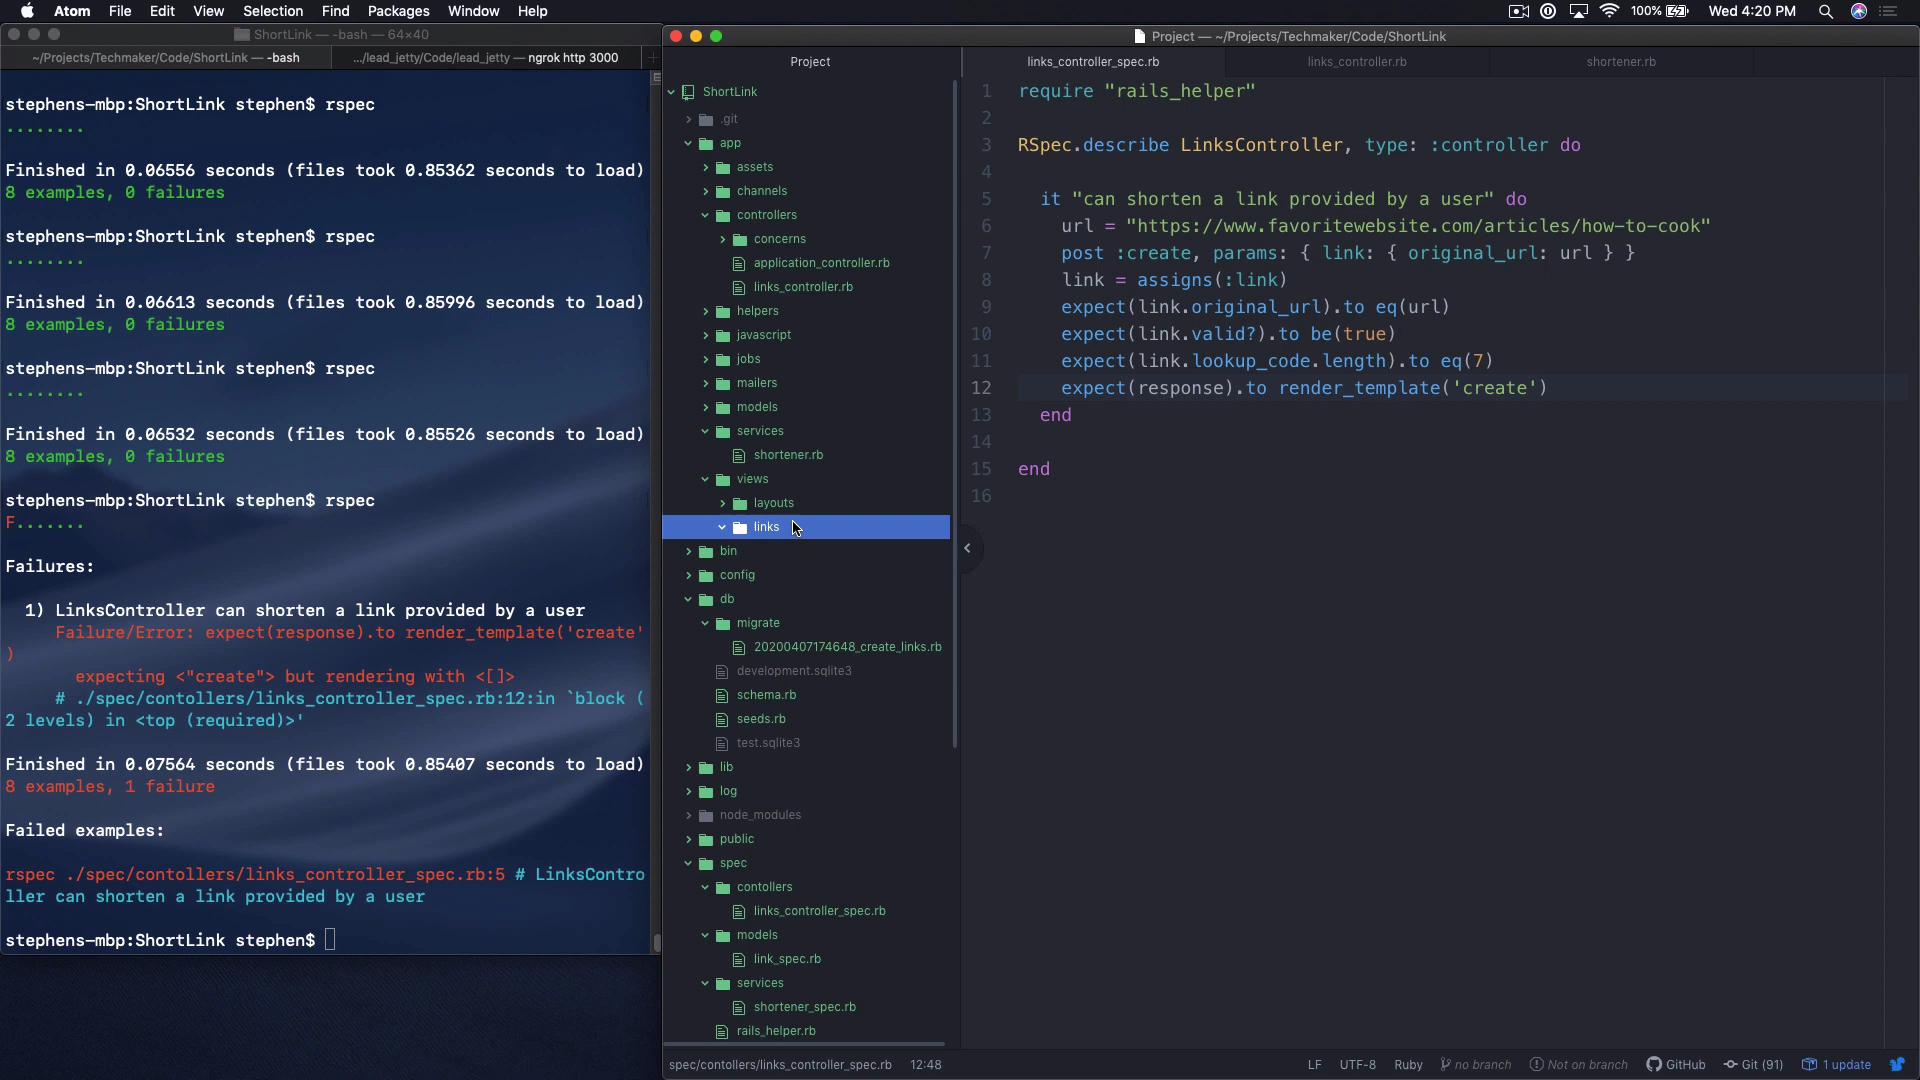 Atom File Edit View Selection Find Packages Window Help
100% Wed 4:20 PM
ShortLink — -bash — 64×40
~/Projects/Techmaker/Code/ShortLink — -bash
.../lead_jetty/Code/lead_jetty — ngrok http 3000
stephens-mbp:ShortLink stephen$ rspec
........
Finished in 0.06556 seconds (files took 0.85362 seconds to load)
8 examples, 0 failures
stephens-mbp:ShortLink stephen$ rspec
........
Finished in 0.06613 seconds (files took 0.85996 seconds to load)
8 examples, 0 failures
stephens-mbp:ShortLink stephen$ rspec
........
Finished in 0.06532 seconds (files took 0.85526 seconds to load)
8 examples, 0 failures
stephens-mbp:ShortLink stephen$ rspec
F.......
Failures:
1) LinksController can shorten a link provided by a user
Failure/Error: expect(response).to render_template('create'
)
expecting <"create"> but rendering with <[]>
# ./spec/contollers/links_controller_spec.rb:12:in `block (
2 levels) in <top (required)>'
Finished in 0.07564 seconds (files took 0.85407 seconds to load)
8 examples, 1 failure
Failed examples:
rspec ./spec/contollers/links_controller_spec.rb:5 # LinksContro
ller can shorten a link provided by a user
stephens-mbp:ShortLink stephen$
Project — ~/Projects/Techmaker/Code/ShortLink
Project
ShortLink
.git
app
assets
channels
controllers
concerns
application_controller.rb
links_controller.rb
helpers
javascript
jobs
mailers
models
services
shortener.rb
views
layouts
links
bin
config
db
migrate
20200407174648_create_links.rb
development.sqlite3
schema.rb
seeds.rb
test.sqlite3
lib
log
node_modules
public
spec
contollers
links_controller_spec.rb
models
link_spec.rb
services
shortener_spec.rb
rails_helper.rb
links_controller_spec.rb
links_controller.rb
shortener.rb
1 require "rails_helper"
2
3 RSpec.describe LinksController, type: :controller do
4
5 it "can shorten a link provided by a user" do
6 url = "https://www.favoritewebsite.com/articles/how-to-cook"
7 post :create, params: { link: { original_url: url } }
8 link = assigns(:link)
9 expect(link.original_url).to eq(url)
10 expect(link.valid?).to be(true)
11 expect(link.lookup_code.length).to eq(7)
12 expect(response).to render_template('create')
13 end
14
15 end
16
spec/contollers/links_controller_spec.rb 12:48
LF UTF-8 Ruby no branch Not on branch GitHub Git (91) 1 update